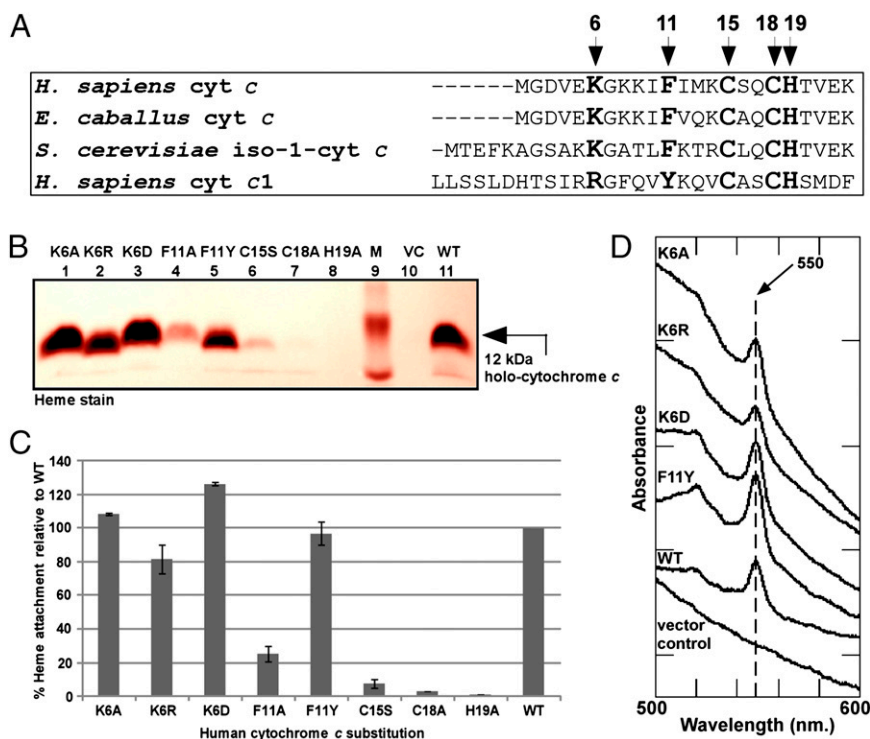 A
6 11 15 18 19
H. sapiens cyt c ------MGDVEKGKKIFIMKCSQCHTVEK
E. caballus cyt c ------MGDVEKGKKIFVQKCAQCHTVEK
S. cerevisiae iso-1-cyt c -MTEFKAGSAKKGATLFKTRCLQCHTVEK
H. sapiens cyt c1 LLSSLDHTSIRRGFQVYKQVCASCHSMDF
B
K6A K6R K6D F11A F11Y C15S C18A H19A M VC WT
1 2 3 4 5 6 7 8 9 10 11
12 kDa
holo-cytochrome c
Heme stain
C
% Heme attachment relative to WT
140
120
100
80
60
40
20
0
K6A K6R K6D F11A F11Y C15S C18A H19A WT
Human cytochrome c substitution
D
K6A
550
K6R
K6D
F11Y
WT
vector
control
Absorbance
500 600
Wavelength (nm.)